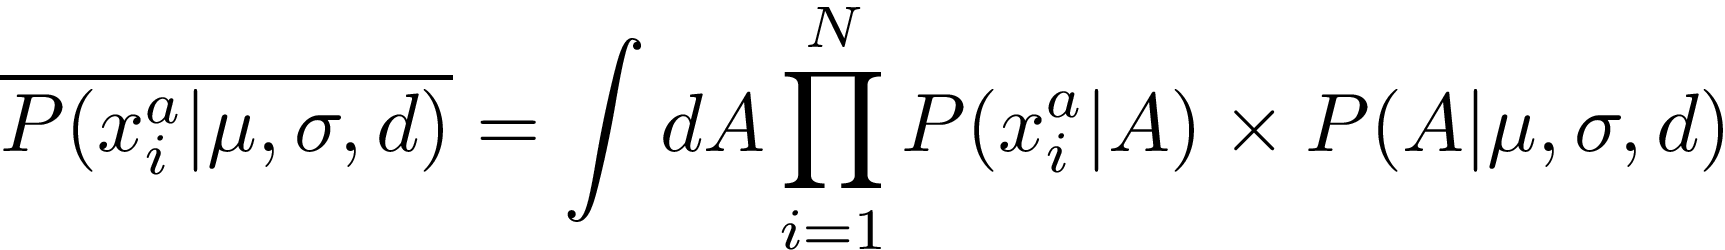 \overline{P(x_i^a|\mu, \sigma, d)} = \int dA \prod_{i=1}^{N} P(x_i^a|A) \times P(A|\mu, \sigma, d)